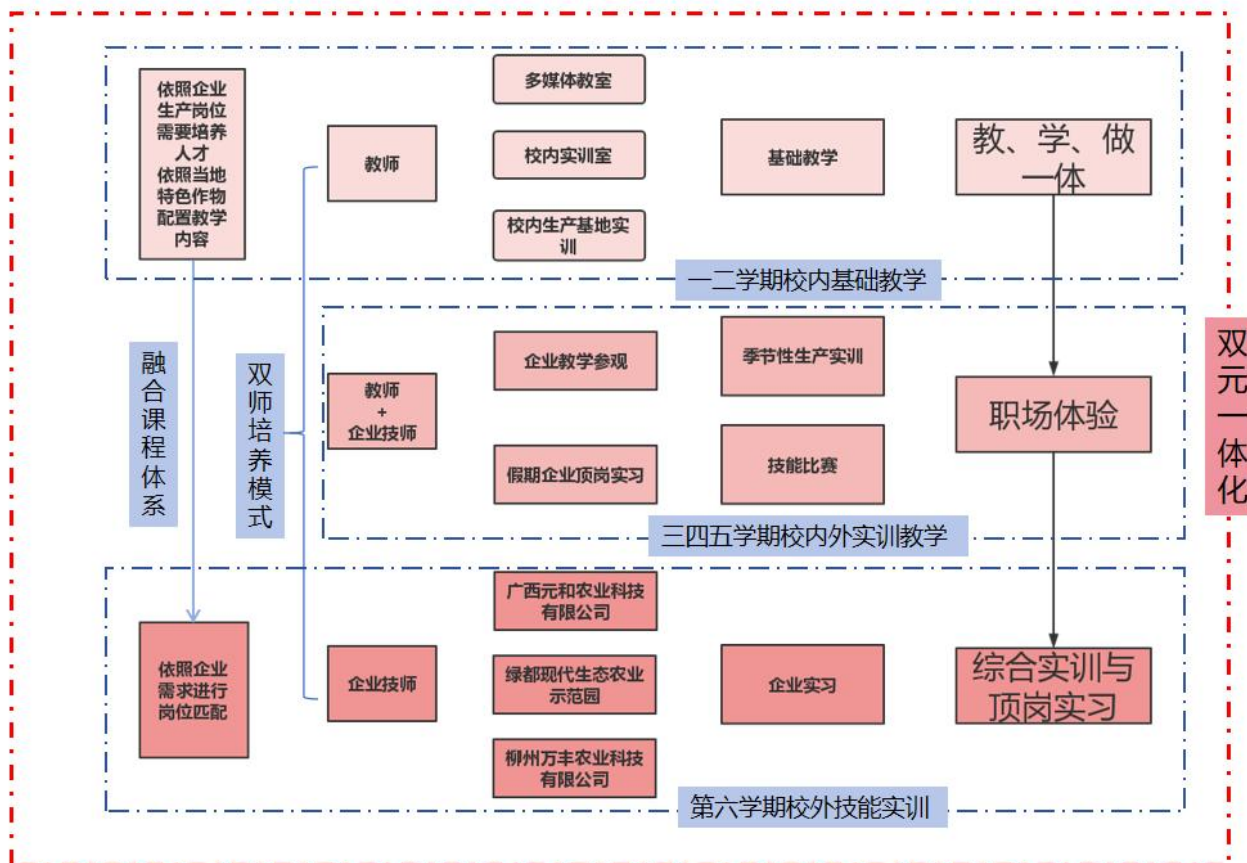 依照企业
生产岗位
需要培养
人才
依照当地
特色作物
配置教学
内容
教师
多媒体教室
校内实训室
校内生产基地实
训
基础教学
教、学、做
一体
一二学期校内基础教学
融合课程体系
双师培养模式
教师
+
企业技师
企业教学参观
假期企业顶岗实习
季节性生产实训
技能比赛
职场体验
三四五学期校内外实训教学
双元一体化
依照企业
需求进行
岗位匹配
企业技师
广西元和农业科技
有限公司
绿都现代生态农业
示范园
柳州万丰农业科技
有限公司
企业实习
综合实训与
顶岗实习
第六学期校外技能实训